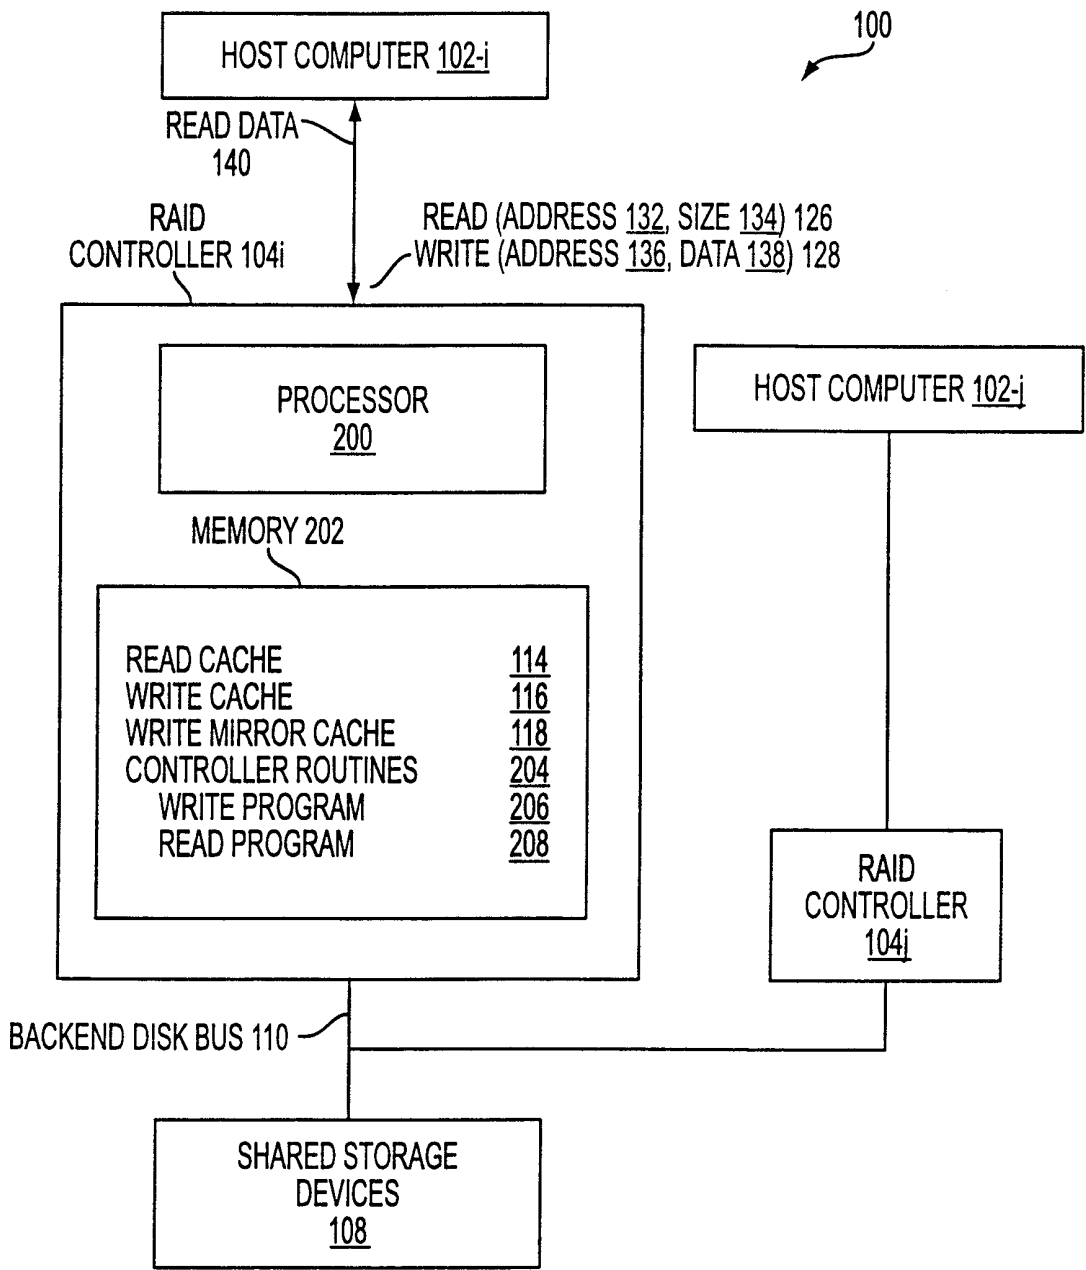 100
HOST COMPUTER 102-i
READ DATA
140
RAID
CONTROLLER 104i
READ (ADDRESS 132, SIZE 134) 126
WRITE (ADDRESS 136, DATA 138) 128
PROCESSOR
200
HOST COMPUTER 102-j
MEMORY 202
READ CACHE 114
WRITE CACHE 116
WRITE MIRROR CACHE 118
CONTROLLER ROUTINES 204
WRITE PROGRAM 206
READ PROGRAM 208
RAID
CONTROLLER
104j
BACKEND DISK BUS 110
SHARED STORAGE
DEVICES
108